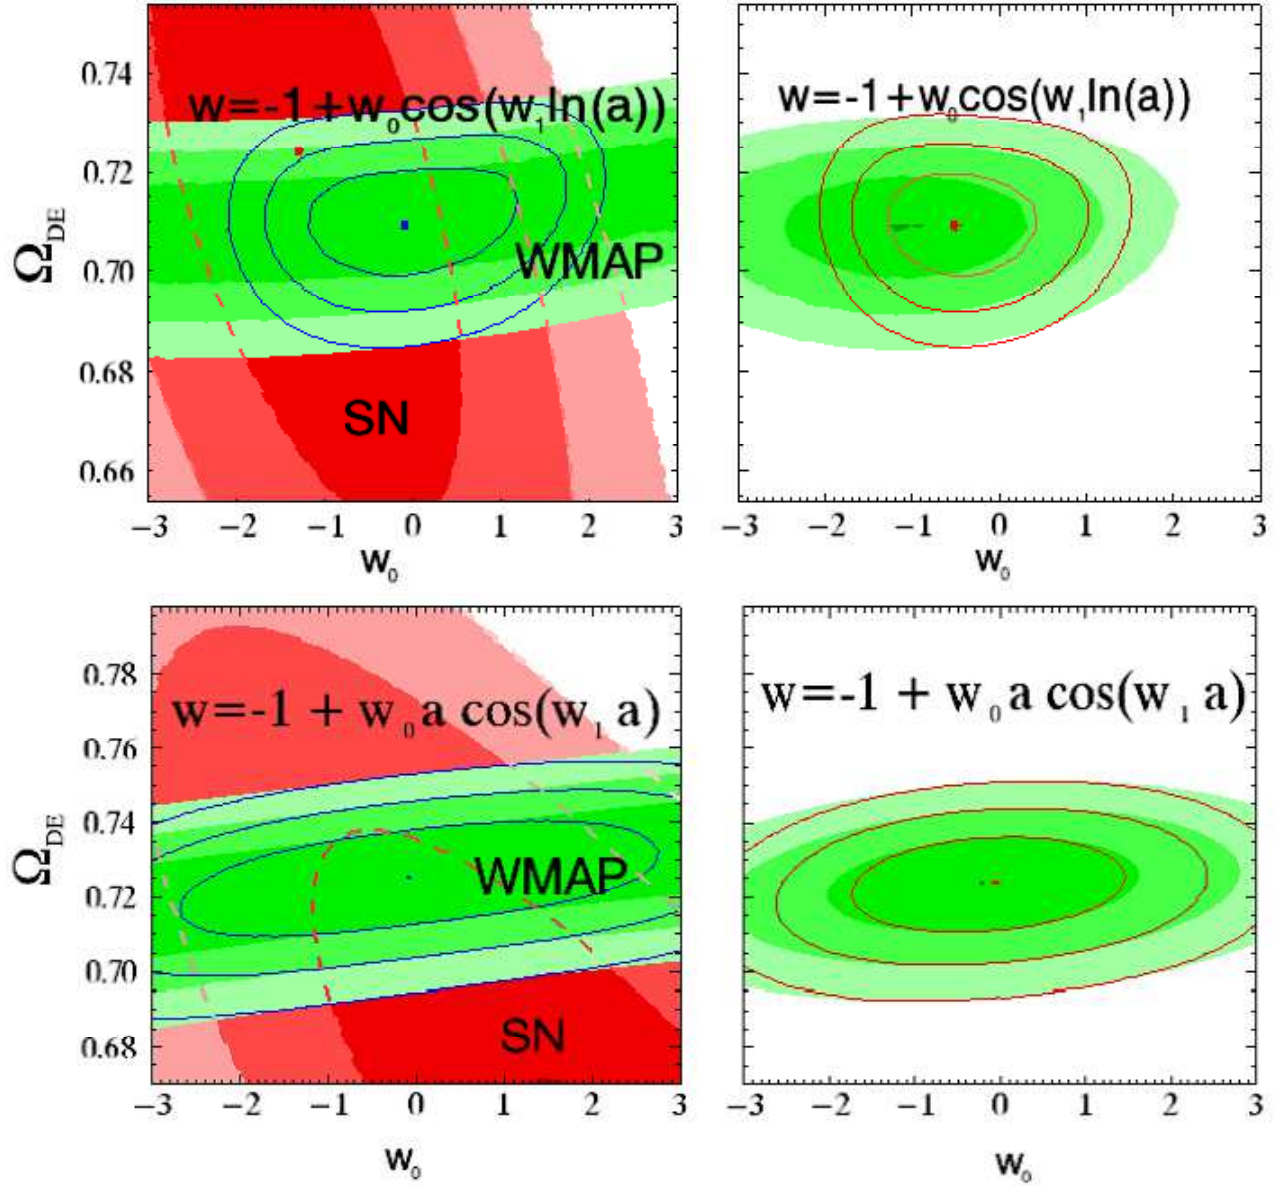 w=-1+w₀cos(w₁ln(a))
w=-1+w₀cos(w₁ln(a))
0.74
0.72
0.70
0.68
0.66
Ω_DE
WMAP
SN
−3 −2 −1 0 1 2 3
−3 −2 −1 0 1 2 3
w₀
w₀
w=-1 + w₀ a cos(w₁ a)
w=-1 + w₀ a cos(w₁ a)
0.78
0.76
0.74
0.72
0.70
0.68
Ω_DE
WMAP
SN
−3 −2 −1 0 1 2 3
−3 −2 −1 0 1 2 3
w₀
w₀